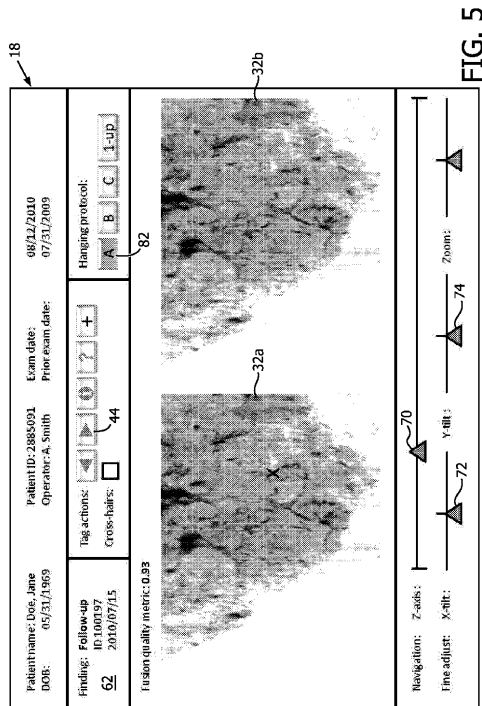 18
Patient name: Doe, Jane Patient ID: 2885091 Exam date: 08/12/2010
DOB: 05/31/1969 Operator: A. Smith Prior exam date: 07/31/2009
Finding: Follow-up
ID 100197
2010/07/15
62
Tag actions: 0 ? +
Cross-hairs:
44
Hanging protocol:
A B C 1-up
82
Fusion quality metric: 0.93
X
32a
32b
Navigation: Z-axis:
70
Fine adjust: X-tilt: Y-tilt: Zoom:
72
74
FIG. 5